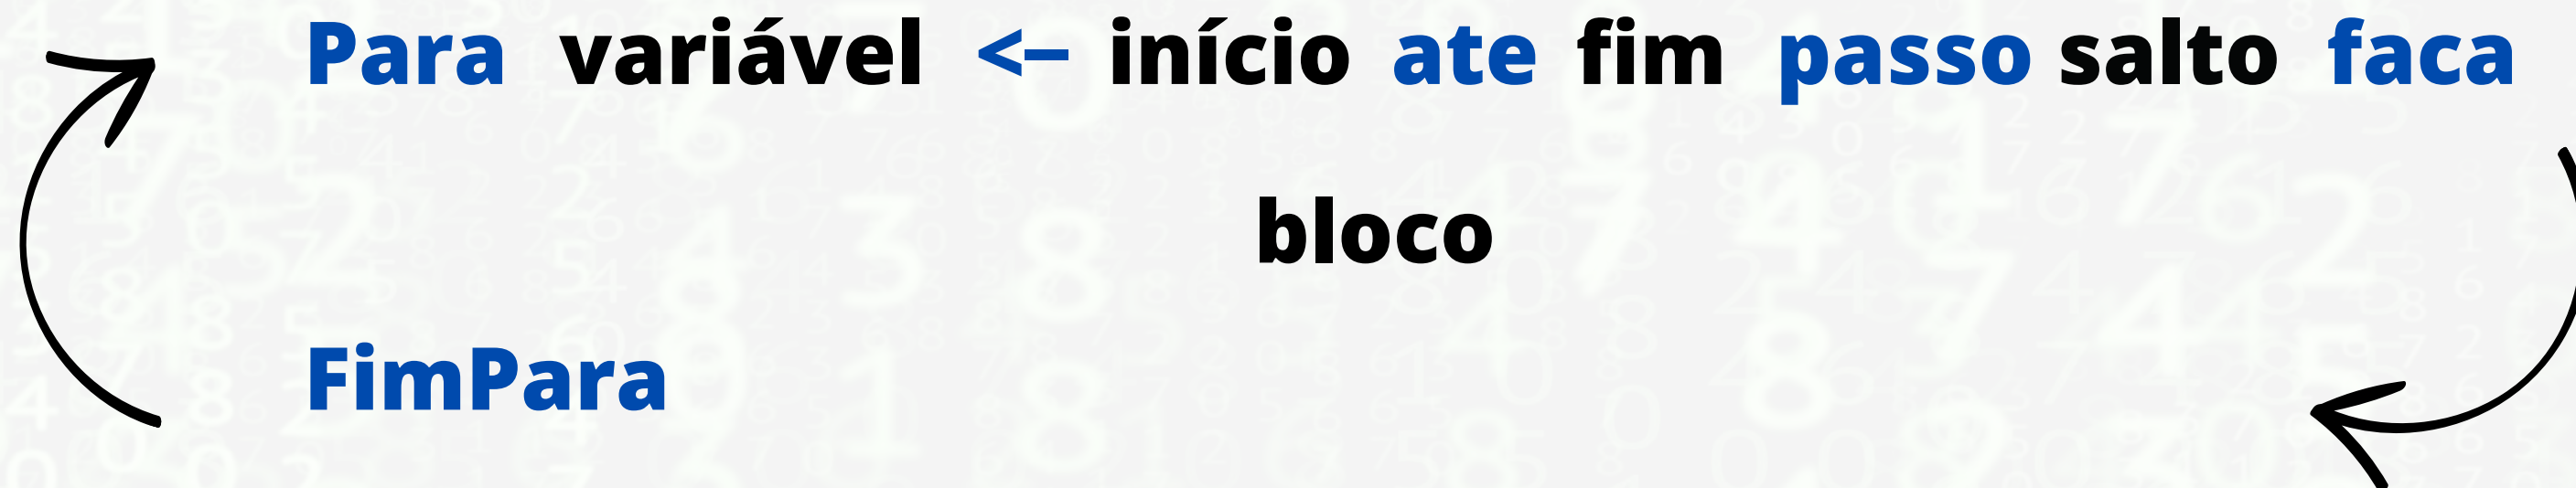 Para variável <- início ate fim passo salto faca
bloco
FimPara